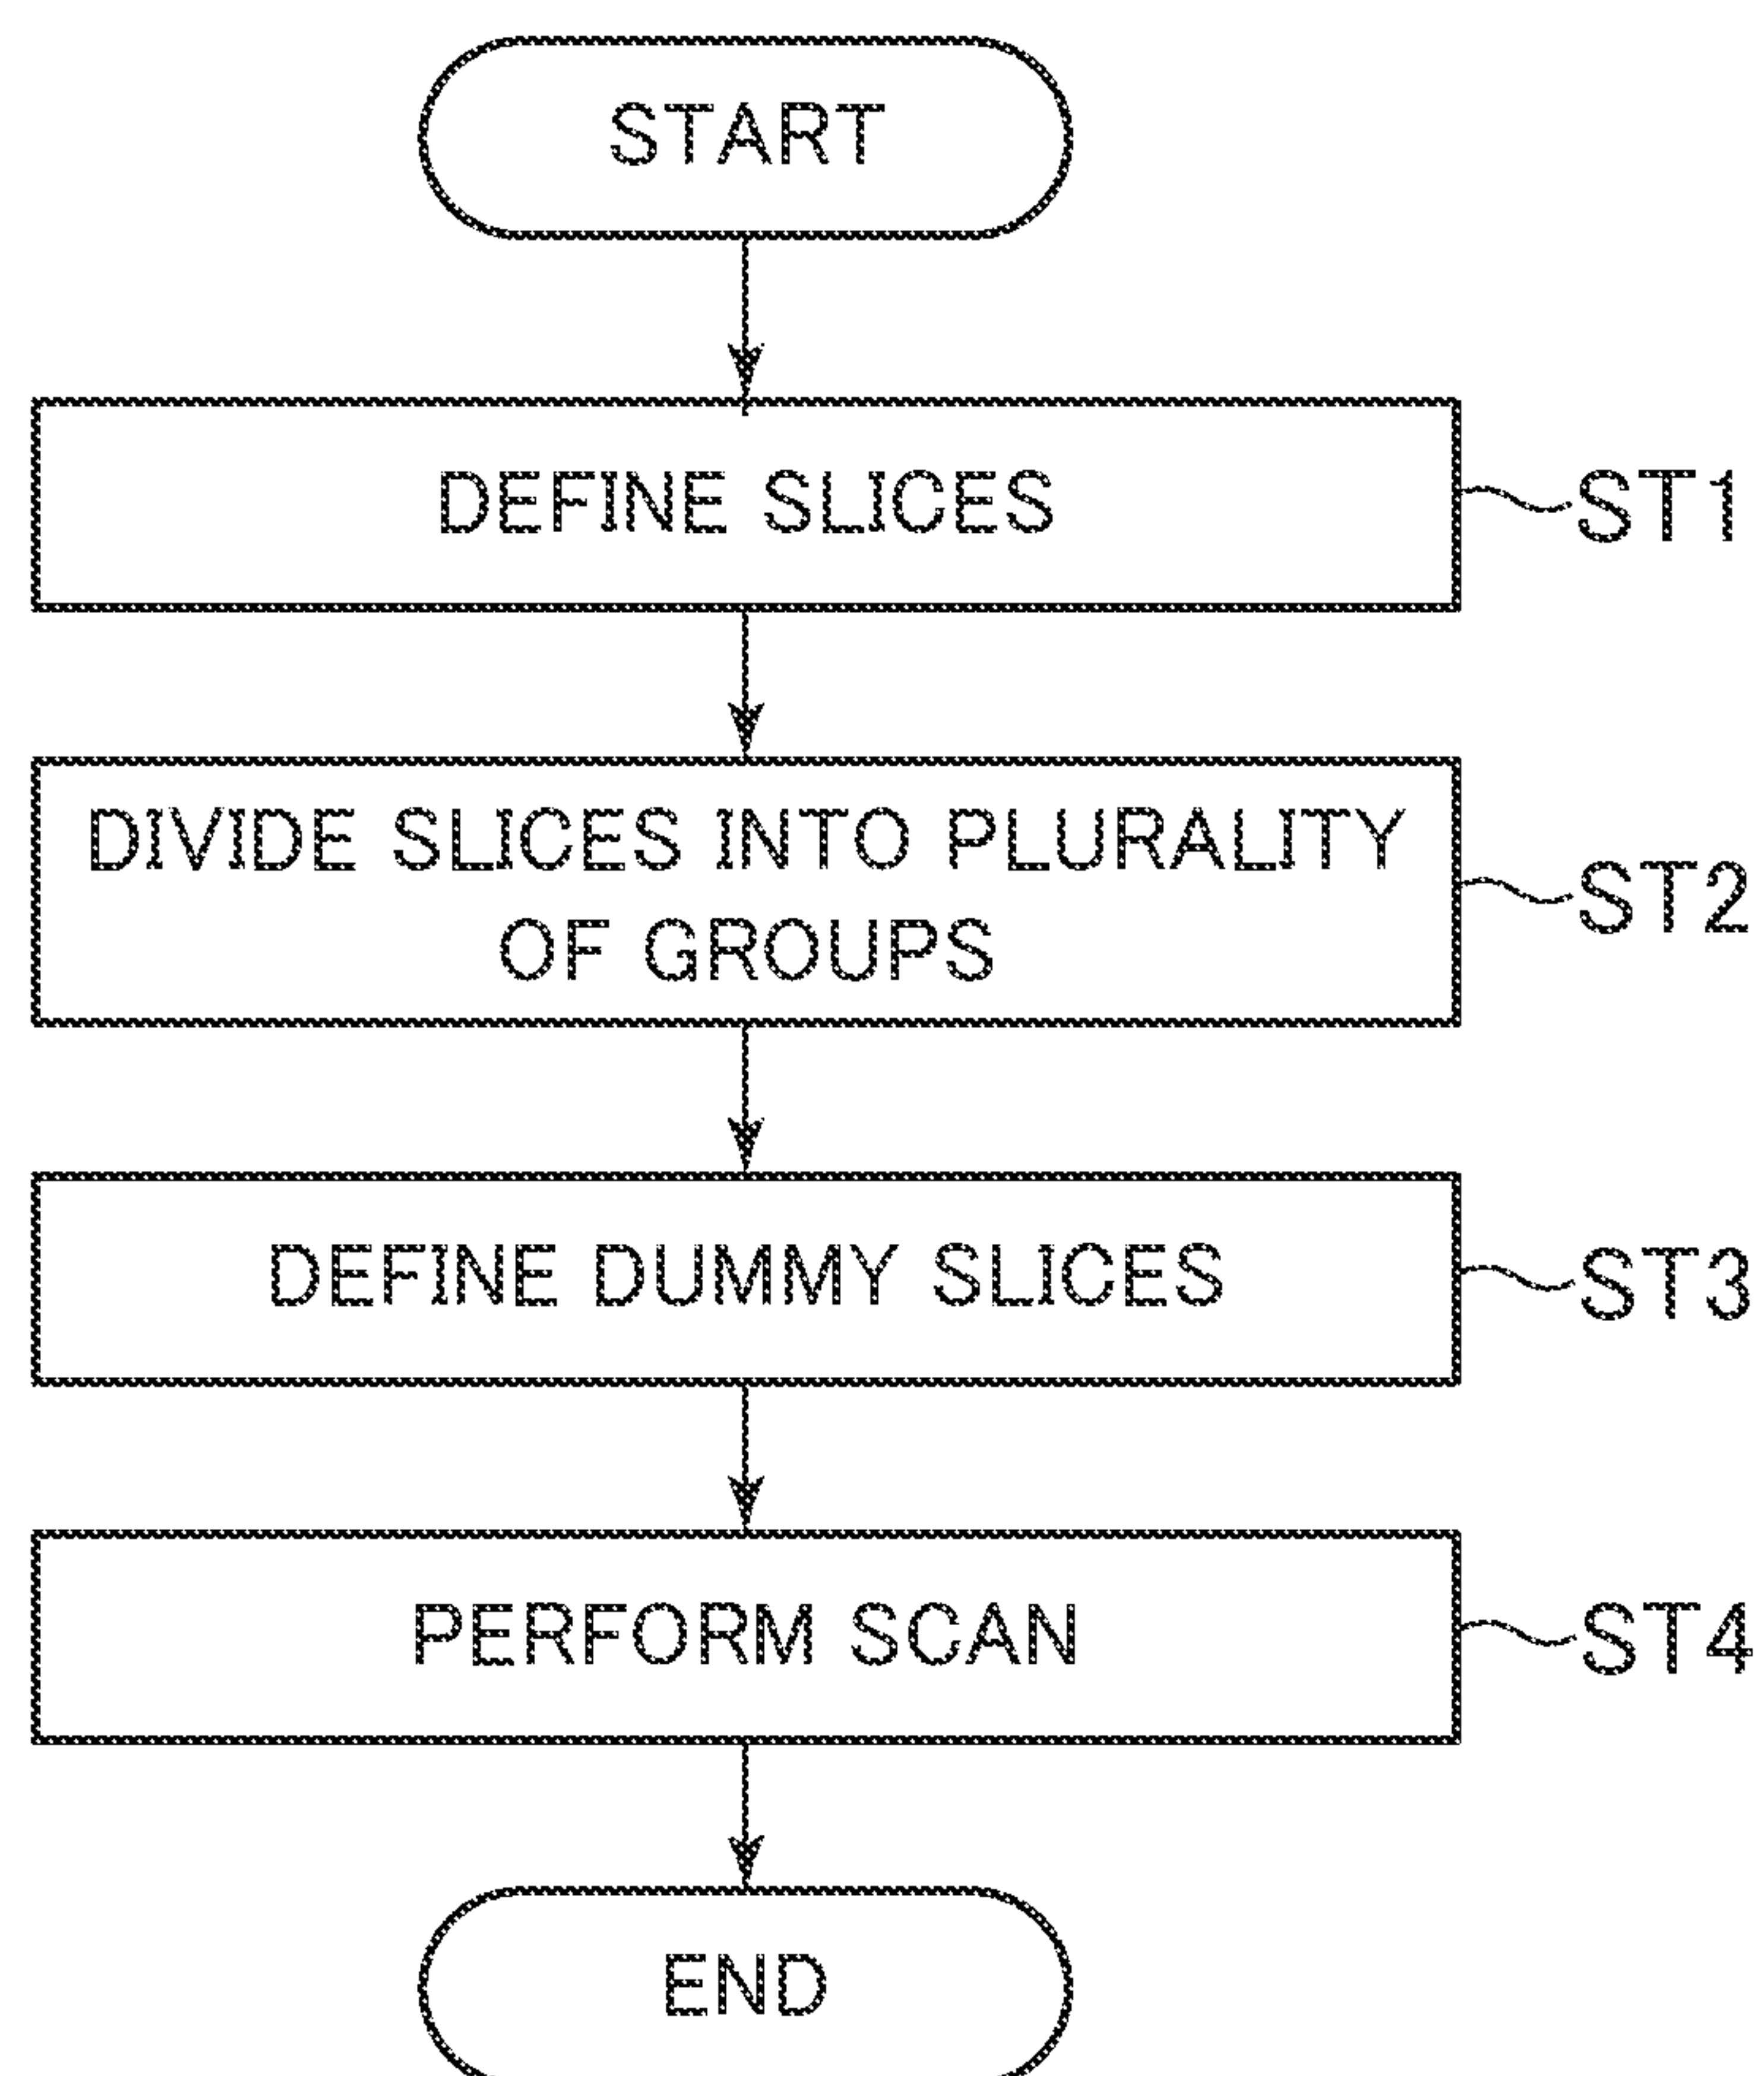 START
DEFINE SLICES
ST1
DIVIDE SLICES INTO PLURALITY
OF GROUPS
ST2
DEFINE DUMMY SLICES
ST3
PERFORM SCAN
ST4
END